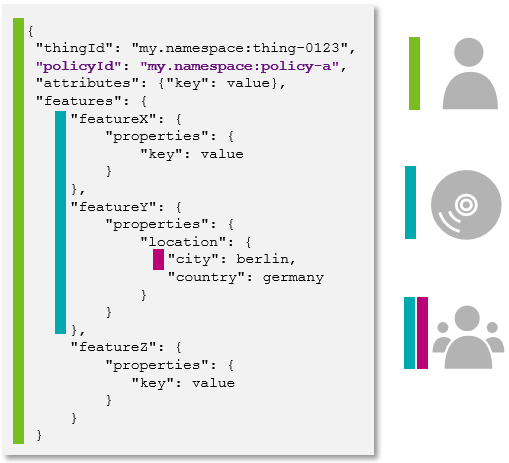 {
"thingId": "my.namespace:thing-0123",
"policyId": "my.namespace:policy-a",
"attributes": {"key": value},
"features": {
"featureX": {
"properties": {
"key": value
}
},
"featureY": {
"properties": {
"location": {
"city": berlin,
"country": germany
}
}
},
"featureZ": {
"properties": {
"key": value
}
}
}